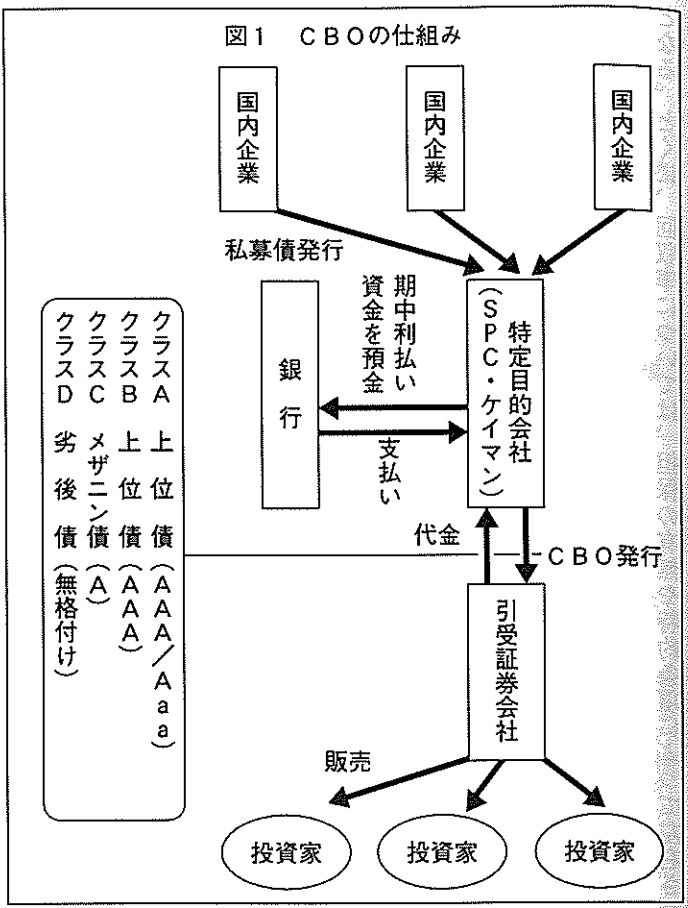 図1 CBOの仕組み
国内企業
国内企業
国内企業
私募債発行
特定目的会社
(SPC・ケイマン)
期中利払い
資金を預金
銀行
支払い
代金
CBO発行
クラスA 上位債(AAA/Aaa)
クラスB 上位債(AAA)
クラスC メザニン債(A)
クラスD 劣後債(無格付け)
引受証券会社
販売
投資家
投資家
投資家